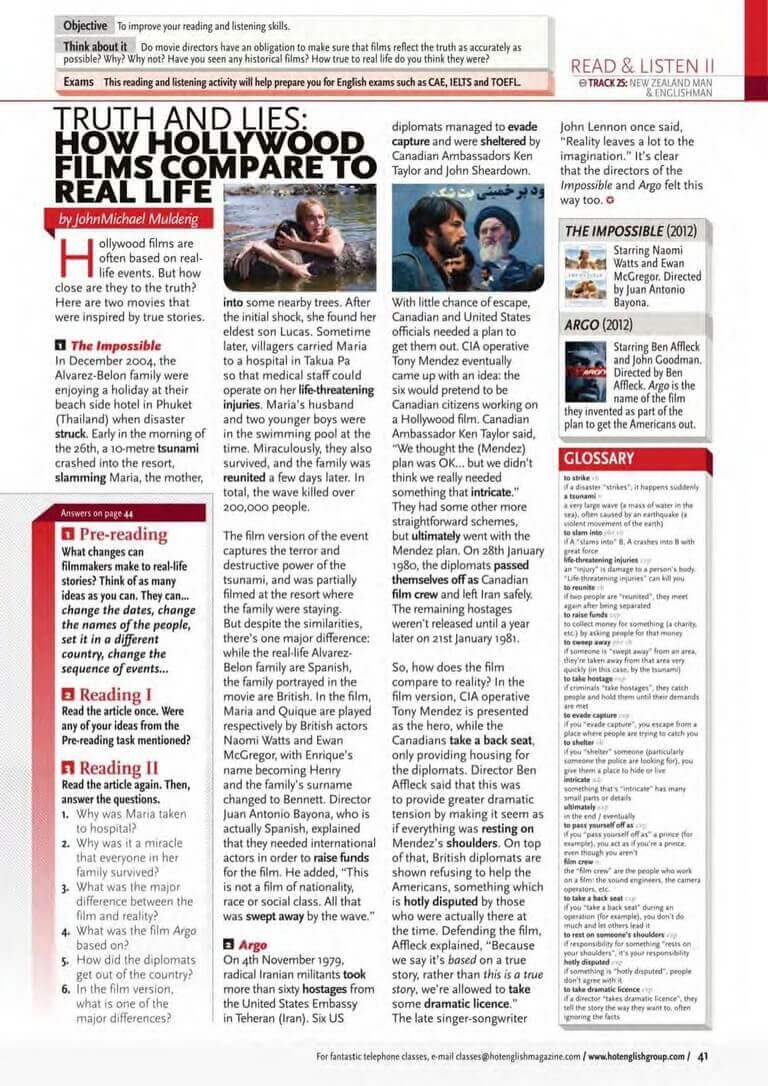 Objective To improve your reading and listening skills.
Think about it Do movie directors have an obligation to make sure that films reflect the truth as accurately as
possible? Why? Why not? Have you seen any historical films? How true to real life do you think they were?
Exams This reading and listening activity will help prepare you for English exams such as CAE, IELTS and TOEFL.
READ & LISTEN II
TRACK 25: NEW ZEALAND MAN
& ENGLISHMAN
TRUTH AND LIES:
HOW HOLLYWOOD
FILMS COMPARE TO
REAL LIFE
by JohnMichael Mulderig
Hollywood films are
often based on real-
life events. But how
close are they to the truth?
Here are two movies that
were inspired by true stories.
1 The Impossible
In December 2004, the
Alvarez-Belon family were
enjoying a holiday at their
beach side hotel in Phuket
(Thailand) when disaster
struck. Early in the morning of
the 26th, a 10-metre tsunami
crashed into the resort,
slamming Maria, the mother,
Answers on page 44
1 Pre-reading
What changes can
filmmakers make to real-life
stories? Think of as many
ideas as you can. They can...
change the dates, change
the names of the people,
set it in a different
country, change the
sequence of events...
2 Reading I
Read the article once. Were
any of your ideas from the
Pre-reading task mentioned?
3 Reading II
Read the article again. Then,
answer the questions.
1. Why was Maria taken
to hospital?
2. Why was it a miracle
that everyone in her
family survived?
3. What was the major
difference between the
film and reality?
4. What was the film Argo
based on?
5. How did the diplomats
get out of the country?
6. In the film version,
what is one of the
major differences?
into some nearby trees. After
the initial shock, she found her
eldest son Lucas. Sometime
later, villagers carried Maria
to a hospital in Takua Pa
so that medical staff could
operate on her life-threatening
injuries. Maria's husband
and two younger boys were
in the swimming pool at the
time. Miraculously, they also
survived, and the family was
reunited a few days later. In
total, the wave killed over
200,000 people.
The film version of the event
captures the terror and
destructive power of the
tsunami, and was partially
filmed at the resort where
the family were staying.
But despite the similarities,
there's one major difference:
while the real-life Alvarez-
Belon family are Spanish,
the family portrayed in the
movie are British. In the film,
Maria and Quique are played
respectively by British actors
Naomi Watts and Ewan
McGregor, with Enrique's
name becoming Henry
and the family's surname
changed to Bennett. Director
Juan Antonio Bayona, who is
actually Spanish, explained
that they needed international
actors in order to raise funds
for the film. He added, "This
is not a film of nationality,
race or social class. All that
was swept away by the wave."
2 Argo
On 4th November 1979,
radical Iranian militants took
more than sixty hostages from
the United States Embassy
in Teheran (Iran). Six US
diplomats managed to evade
capture and were sheltered by
Canadian Ambassadors Ken
Taylor and John Sheardown.
With little chance of escape,
Canadian and United States
officials needed a plan to
get them out. CIA operative
Tony Mendez eventually
came up with an idea: the
six would pretend to be
Canadian citizens working on
a Hollywood film. Canadian
Ambassador Ken Taylor said,
"We thought the (Mendez)
plan was OK... but we didn't
think we really needed
something that intricate."
They had some other more
straightforward schemes,
but ultimately went with the
Mendez plan. On 28th January
1980, the diplomats passed
themselves off as Canadian
film crew and left Iran safely.
The remaining hostages
weren't released until a year
later on 21st January 1981.
So, how does the film
compare to reality? In the
film version, CIA operative
Tony Mendez is presented
as the hero, while the
Canadians take a back seat,
only providing housing for
the diplomats. Director Ben
Affleck said that this was
to provide greater dramatic
tension by making it seem as
if everything was resting on
Mendez's shoulders. On top
of that, British diplomats are
shown refusing to help the
Americans, something which
is hotly disputed by those
who were actually there at
the time. Defending the film,
Affleck explained, "Because
we say it's based on a true
story, rather than this is a true
story, we're allowed to take
some dramatic licence."
The late singer-songwriter
John Lennon once said,
"Reality leaves a lot to the
imagination." It's clear
that the directors of the
Impossible and Argo felt this
way too.
THE IMPOSSIBLE (2012)
Starring Naomi
Watts and Ewan
McGregor. Directed
by Juan Antonio
Bayona.
ARGO (2012)
ARGO
Starring Ben Affleck
and John Goodman.
Directed by Ben
Affleck. Argo is the
name of the film
they invented as part of the
plan to get the Americans out.
GLOSSARY
to strike vb
if a disaster "strikes", it happens suddenly
a tsunami n
a very large wave (a mass of water in the
sea), often caused by an earthquake (a
violent movement of the earth)
to slam into phr vb
if A "slams into" B, A crashes into B with
great force
life-threatening injuries exp
an "injury" is damage to a person's body.
"Life threatening injuries" can kill you
to reunite vb
if two people are "reunited", they meet
again after being separated
to raise funds exp
to collect money for something (a charity,
etc.) by asking people for that money
to sweep away phr vb
if someone is "swept away" from an area,
they're taken away from that area very
quickly (in this case, by the tsunami)
to take hostage exp
if criminals "take hostages", they catch
people and hold them until their demands
are met
to evade capture exp
if you "evade capture", you escape from a
place where people are trying to catch you
to shelter vb
if you "shelter" someone (particularly
someone the police are looking for), you
give them a place to hide or live
intricate adj
something that's "intricate" has many
small parts or details
ultimately exp
in the end / eventually
to pass yourself off as exp
if you "pass yourself off as" a prince (for
example), you act as if you're a prince,
even though you aren't
film crew n
the "film crew" are the people who work
on a film: the sound engineers, the camera
operators, etc.
to take a back seat exp
if you "take a back seat" during an
operation (for example), you don't do
much and let others lead it
to rest on someone's shoulders exp
if responsibility for something "rests on
your shoulders", it's your responsibility
hotly disputed exp
if something is "hotly disputed", people
don't agree with it
to take dramatic licence exp
if a director "takes dramatic licence", they
tell the story the way they want to, often
ignoring the facts
For fantastic telephone classes, e-mail classes@hotenglishmagazine.com / www.hotenglishgroup.com / 41